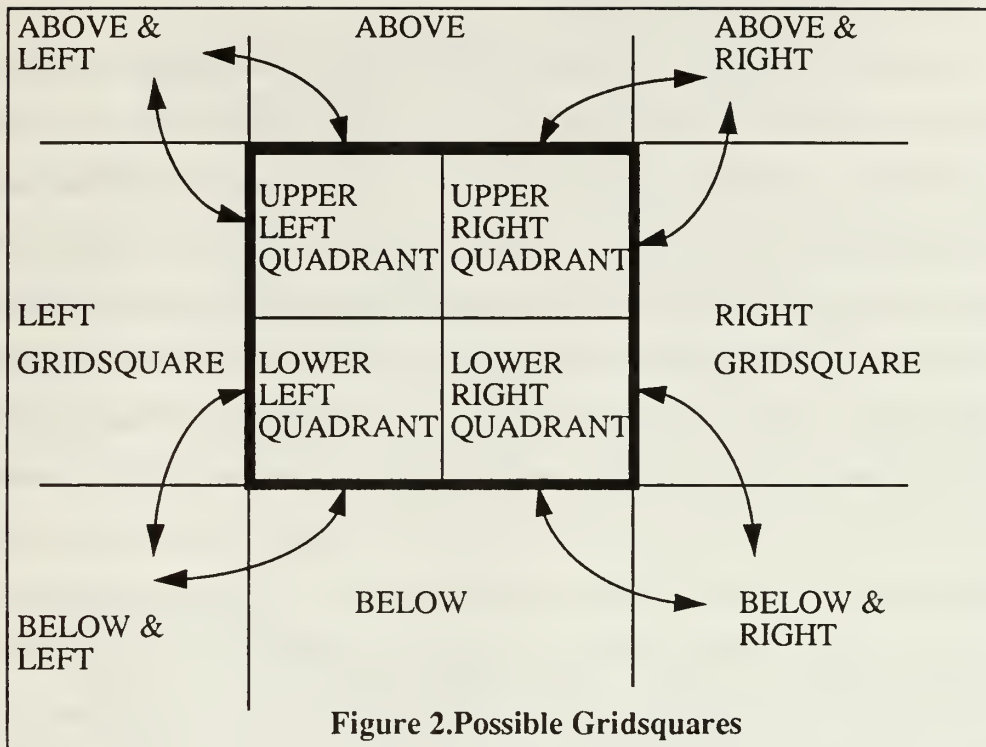 ABOVE &
LEFT
ABOVE
ABOVE &
RIGHT
UPPER
LEFT
QUADRANT
UPPER
RIGHT
QUADRANT
LEFT
GRIDSQUARE
RIGHT
GRIDSQUARE
LOWER
LEFT
QUADRANT
LOWER
RIGHT
QUADRANT
BELOW &
LEFT
BELOW
BELOW &
RIGHT
Figure 2.Possible Gridsquares